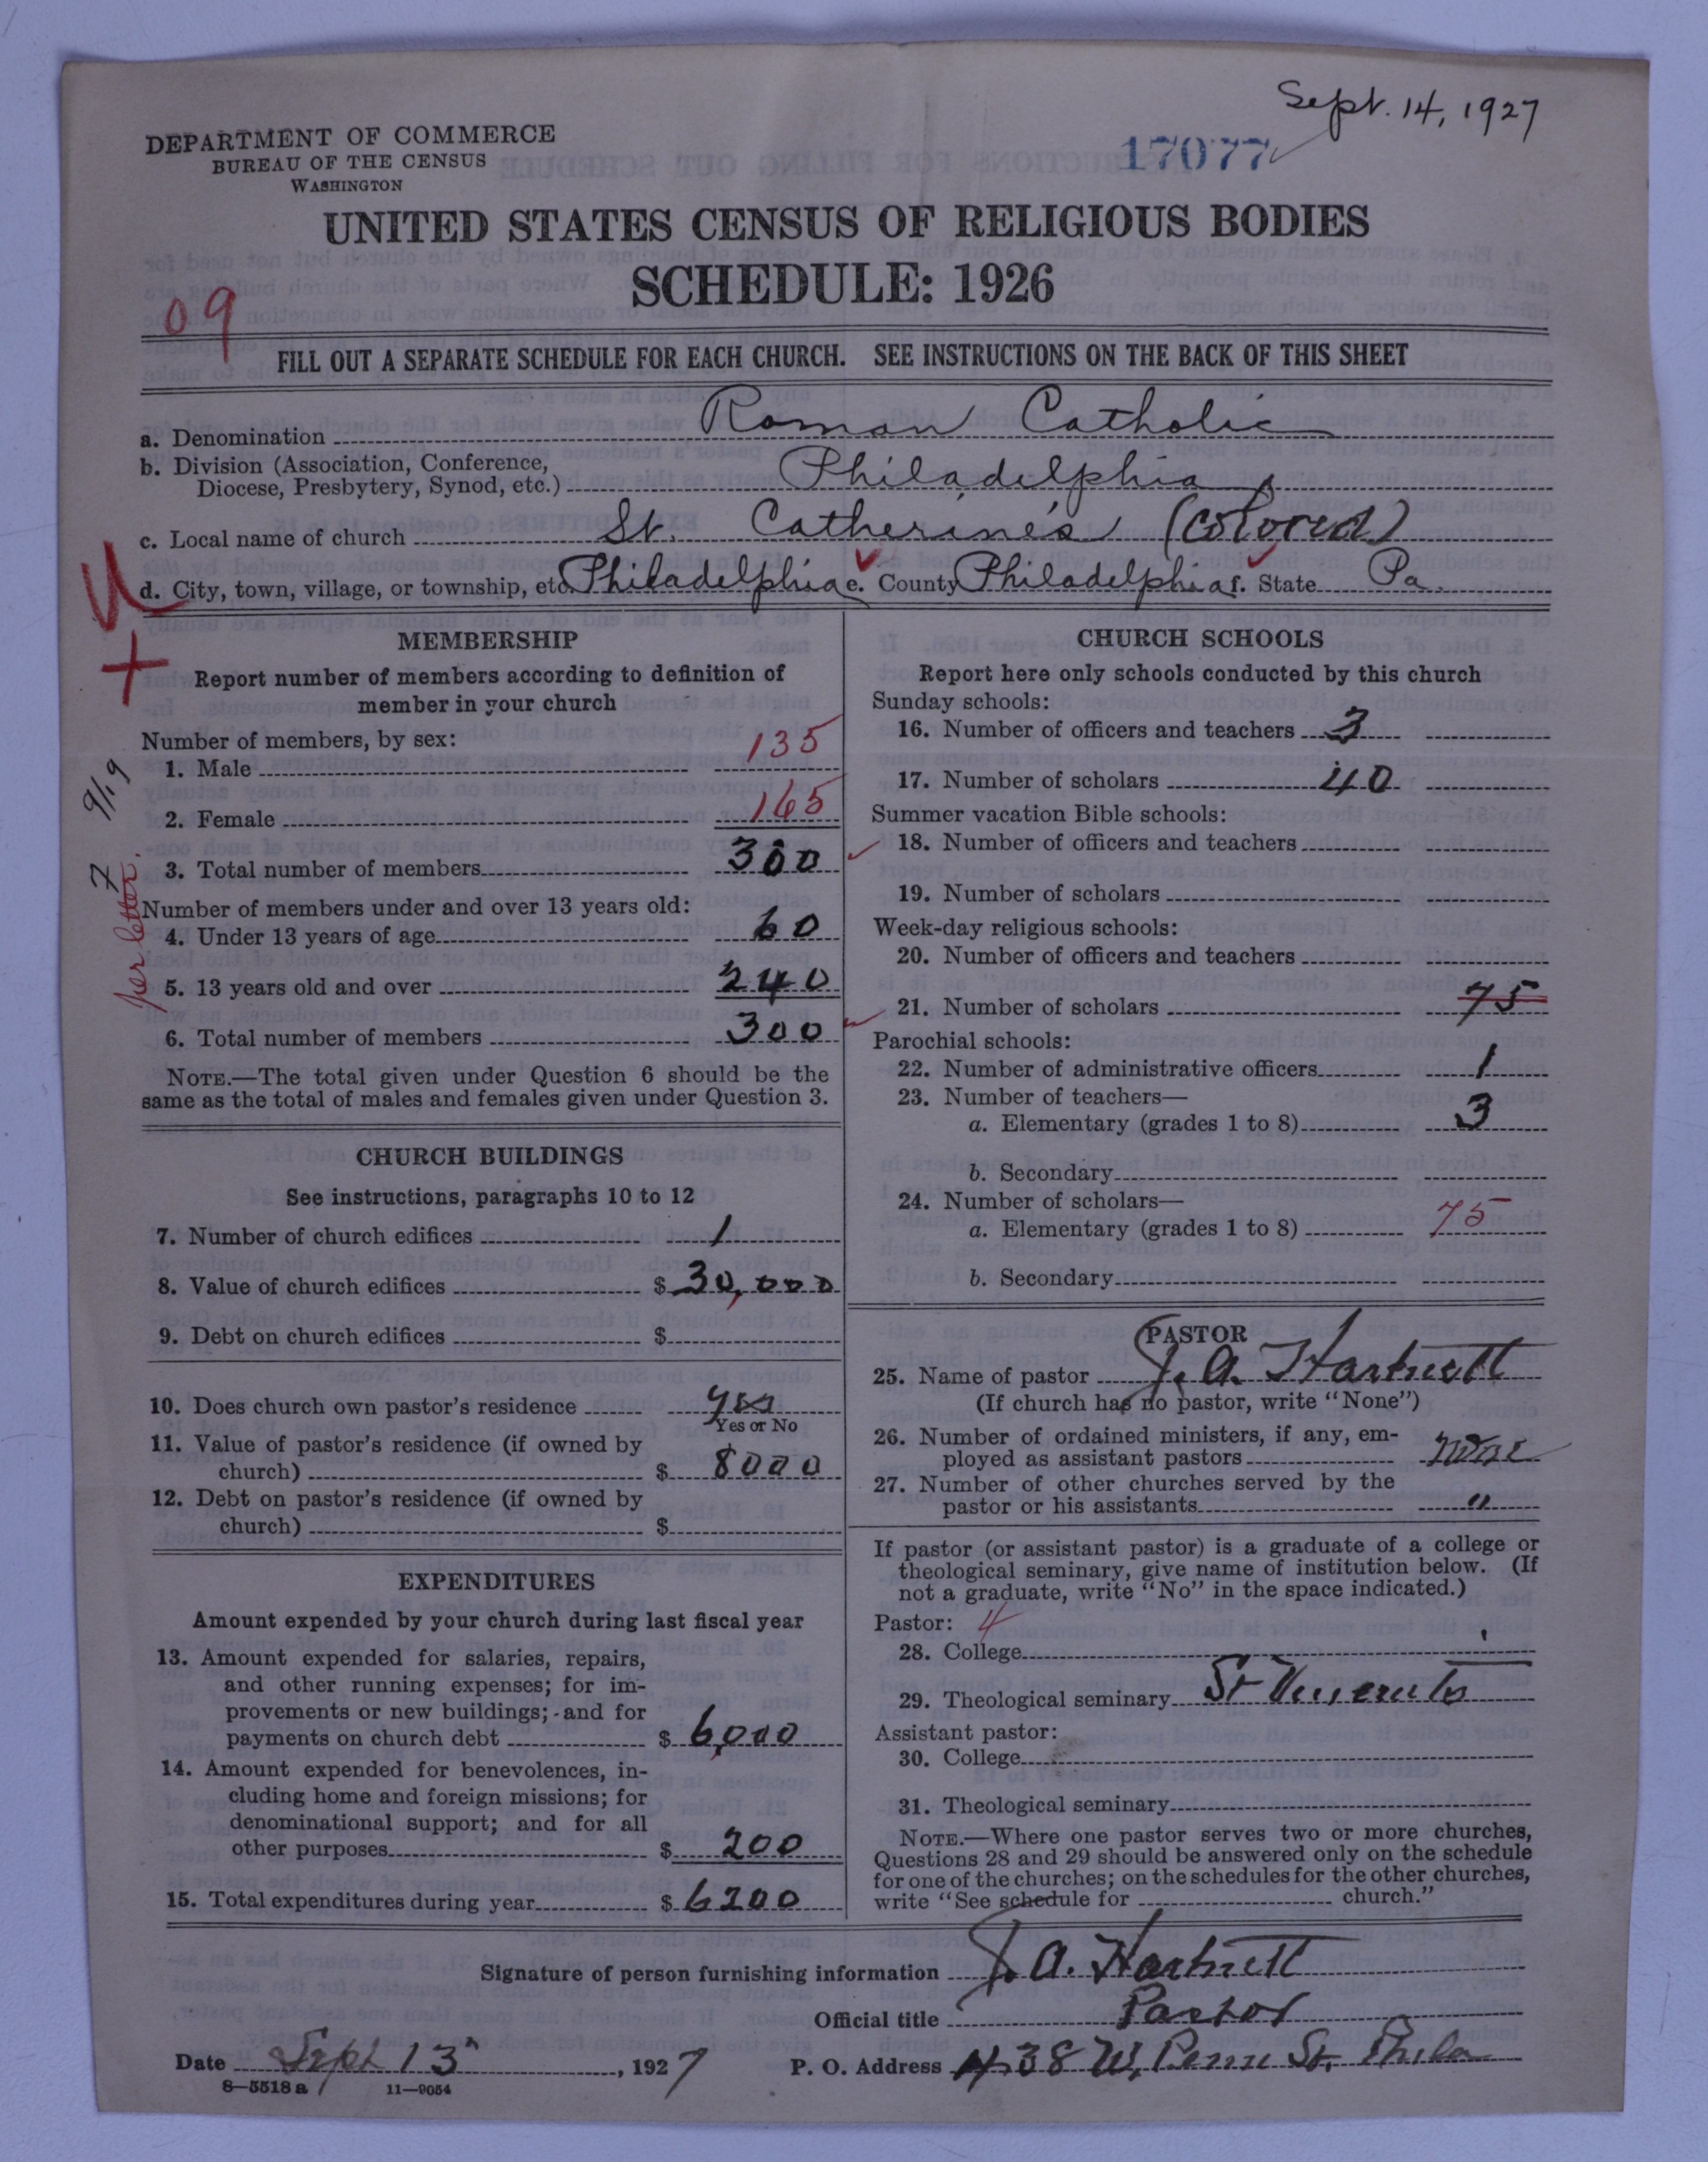 Sept. 14, 1927
DEPARTMENT OF COMMERCE
BUREAU OF THE CENSUS
WASHINGTON
17077
UNITED STATES CENSUS OF RELIGIOUS BODIES
SCHEDULE: 1926
09
FILL OUT A SEPARATE SCHEDULE FOR EACH CHURCH. SEE INSTRUCTIONS ON THE BACK OF THIS SHEET
a. Denomination Roman Catholic
b. Division (Association, Conference,
Diocese, Presbytery, Synod, etc.) Philadelphia
c. Local name of church St. Catherine's (Colored)
d. City, town, village, or township, etc. Philadelphia e. County Philadelphia f. State Pa.
MEMBERSHIP
Report number of members according to definition of
member in your church
Number of members, by sex:
1. Male 135
2. Female 165
3. Total number of members 300
Number of members under and over 13 years old:
4. Under 13 years of age 60
5. 13 years old and over 240
6. Total number of members 300
NOTE.—The total given under Question 6 should be the
same as the total of males and females given under Question 3.
per letter.
7 9/19
CHURCH BUILDINGS
See instructions, paragraphs 10 to 12
7. Number of church edifices 1
8. Value of church edifices $ 30,000
9. Debt on church edifices $
10. Does church own pastor's residence yes
Yes or No
11. Value of pastor's residence (if owned by
church) $ 8000
12. Debt on pastor's residence (if owned by
church) $
EXPENDITURES
Amount expended by your church during last fiscal year
13. Amount expended for salaries, repairs,
and other running expenses; for im-
provements or new buildings; and for
payments on church debt $ 6,000
14. Amount expended for benevolences, in-
cluding home and foreign missions; for
denominational support; and for all
other purposes $ 200
15. Total expenditures during year $ 6200
CHURCH SCHOOLS
Report here only schools conducted by this church
Sunday schools:
16. Number of officers and teachers 3
17. Number of scholars 40
Summer vacation Bible schools:
18. Number of officers and teachers
19. Number of scholars
Week-day religious schools:
20. Number of officers and teachers
21. Number of scholars 75
Parochial schools:
22. Number of administrative officers 1
23. Number of teachers—
a. Elementary (grades 1 to 8) 3
b. Secondary
24. Number of scholars—
a. Elementary (grades 1 to 8) 75
b. Secondary
PASTOR
25. Name of pastor J. A. Hartnett
(If church has no pastor, write "None")
26. Number of ordained ministers, if any, em-
ployed as assistant pastors none
27. Number of other churches served by the
pastor or his assistants "
If pastor (or assistant pastor) is a graduate of a college or
theological seminary, give name of institution below. (If
not a graduate, write "No" in the space indicated.)
Pastor: 4
28. College
29. Theological seminary St Vincents
Assistant pastor:
30. College
31. Theological seminary
NOTE.—Where one pastor serves two or more churches,
Questions 28 and 29 should be answered only on the schedule
for one of the churches; on the schedules for the other churches,
write "See schedule for church."
Signature of person furnishing information J. A. Hartnett
Official title Pastor
Date Sept 13, 1927 P. O. Address 438 W. Penn St. Phila
8—5518 a 11—9054